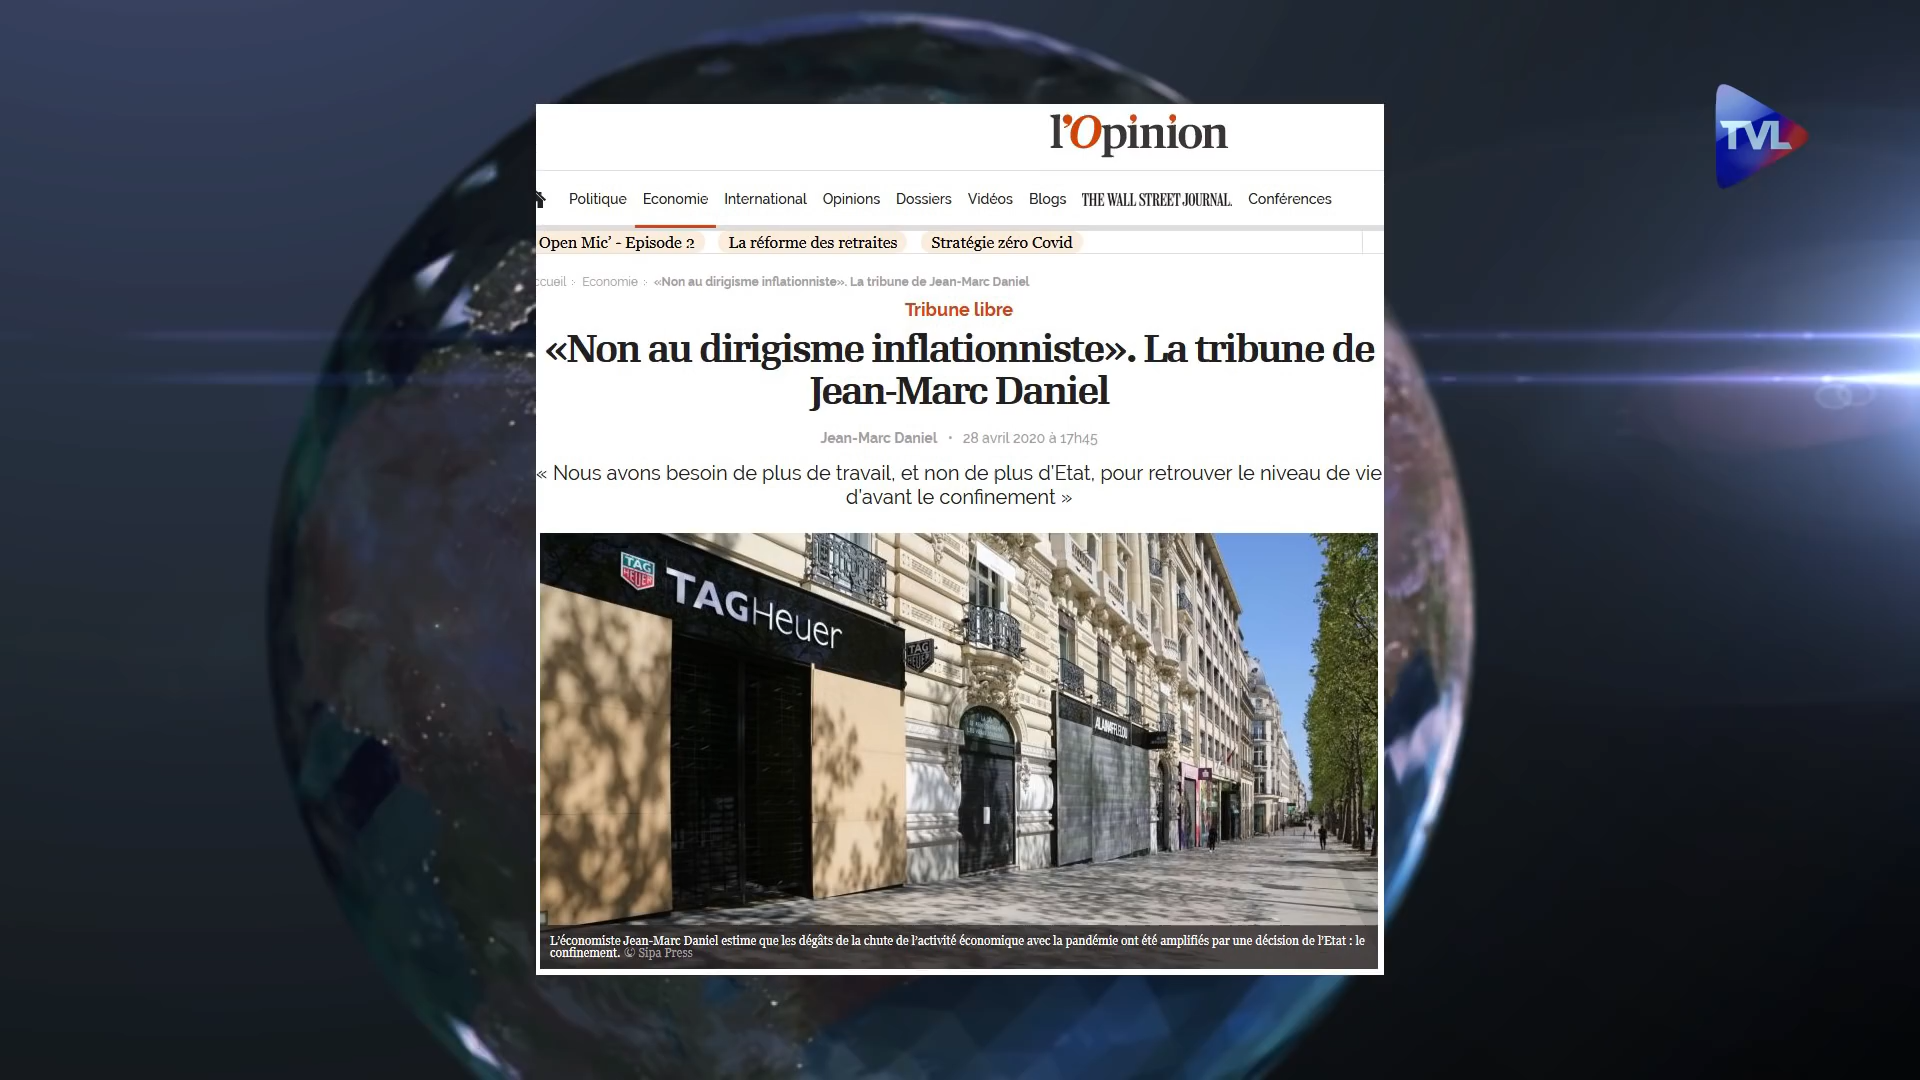 l'Opinion
TVL
Politique Economie International Opinions Dossiers Vidéos Blogs THE WALL STREET JOURNAL. Conférences
Open Mic' - Episode 2 La réforme des retraites Stratégie zéro Covid
ccueil : Economie : «Non au dirigisme inflationniste». La tribune de Jean-Marc Daniel
Tribune libre
«Non au dirigisme inflationniste». La tribune de
Jean-Marc Daniel
Jean-Marc Daniel • 28 avril 2020 à 17h45
« Nous avons besoin de plus de travail, et non de plus d'Etat, pour retrouver le niveau de vie
d'avant le confinement »
TAG
HEUER
TAGHeuer
TAG
HEUER
L'économiste Jean-Marc Daniel estime que les dégâts de la chute de l'activité économique avec la pandémie ont été amplifiés par une décision de l'Etat : le
confinement. © Sipa Press